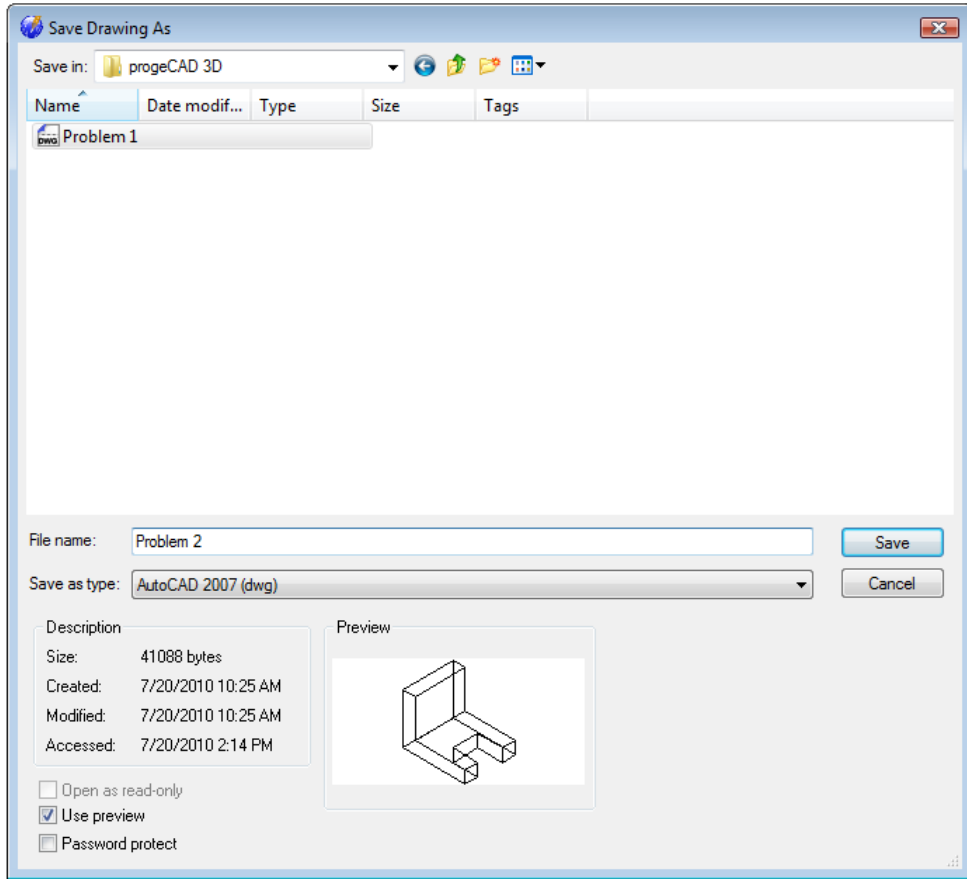 Save Drawing As
Save in: progeCAD 3D
Name Date modif... Type Size Tags
DWG Problem 1
File name: Problem 2 Save
Save as type: AutoCAD 2007 (dwg) Cancel
Description Preview
Size: 41088 bytes
Created: 7/20/2010 10:25 AM
Modified: 7/20/2010 10:25 AM
Accessed: 7/20/2010 2:14 PM
Open as read-only
Use preview
Password protect